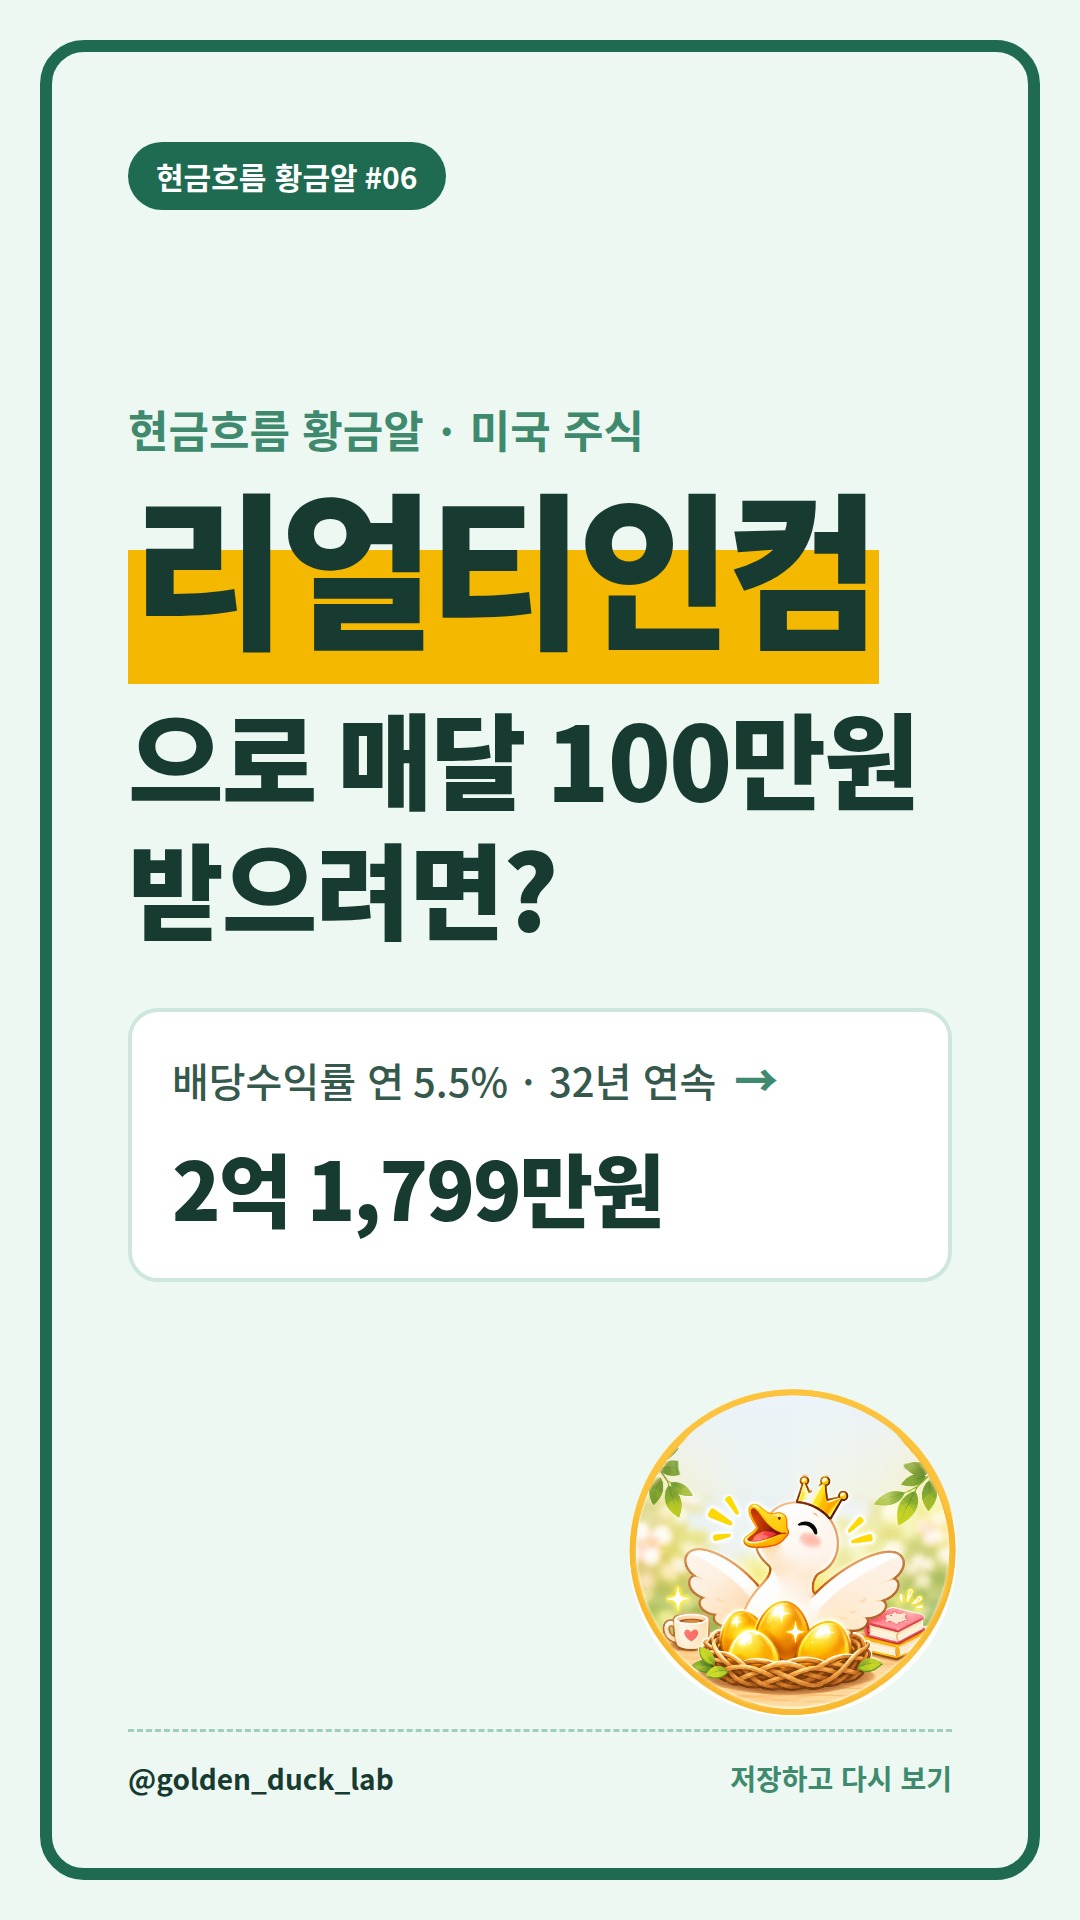 현금흐름 황금알 #06
현금흐름 황금알 · 미국 주식
리얼티인컴
으로 매달 100만원
받으려면?
배당수익률 연 5.5% · 32년 연속 →
2억 1,799만원
@golden_duck_lab
저장하고 다시 보기